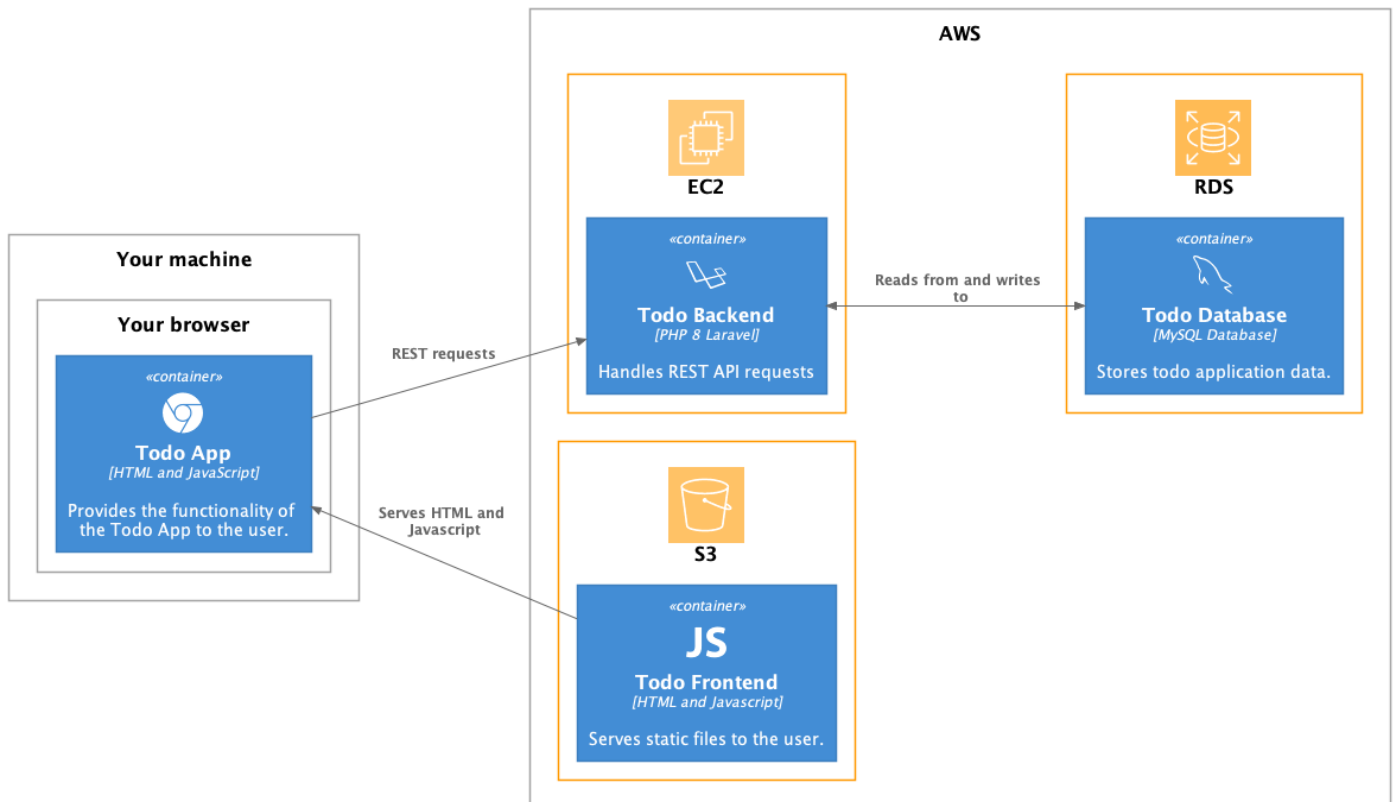 AWS
EC2
«container»
Todo Backend
[PHP 8 Laravel]
Handles REST API requests
Reads from and writes
to
RDS
«container»
Todo Database
[MySQL Database]
Stores todo application data.
Your machine
Your browser
«container»
Todo App
[HTML and JavaScript]
Provides the functionality of
the Todo App to the user.
REST requests
Serves HTML and
Javascript
S3
«container»
JS
Todo Frontend
[HTML and Javascript]
Serves static files to the user.